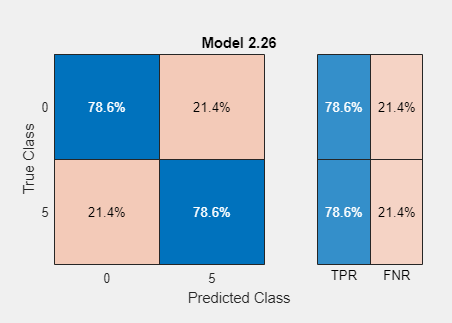 Model 2.26
0 78.6% 21.4% 78.6% 21.4%
True Class
5 21.4% 78.6% 78.6% 21.4%
0 5 TPR FNR
Predicted Class